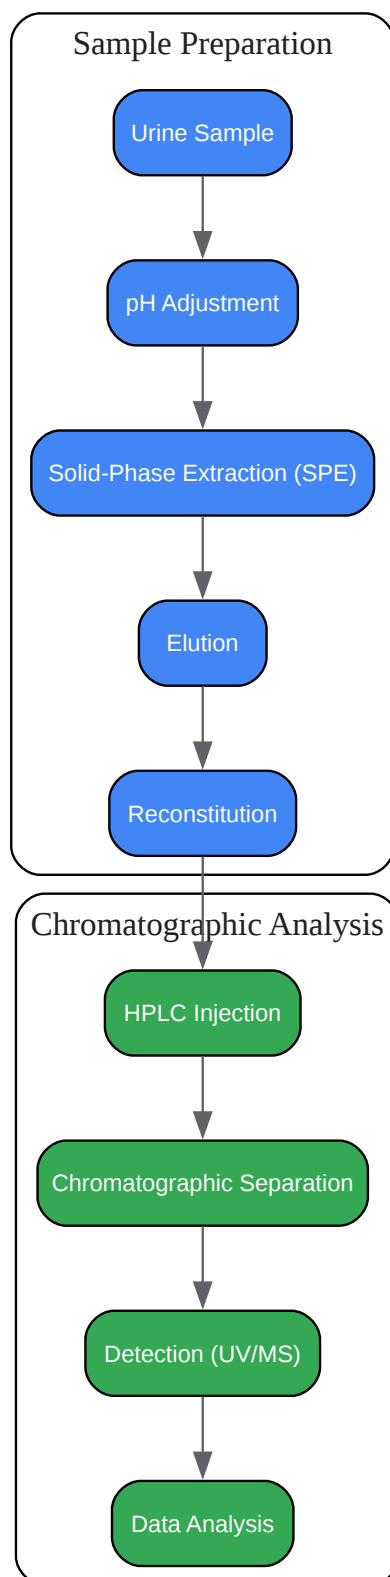 Sample Preparation
Urine Sample
pH Adjustment
Solid-Phase Extraction (SPE)
Elution
Reconstitution
Chromatographic Analysis
HPLC Injection
Chromatographic Separation
Detection (UV/MS)
Data Analysis